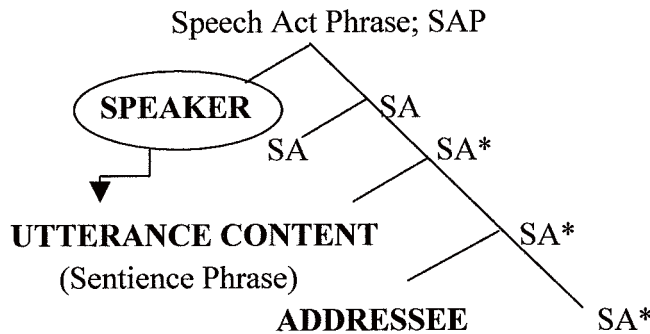 Speech Act Phrase; SAP
SPEAKER
SA
SA
SA*
UTTERANCE CONTENT
SA*
(Sentience Phrase)
ADDRESSEE
SA*